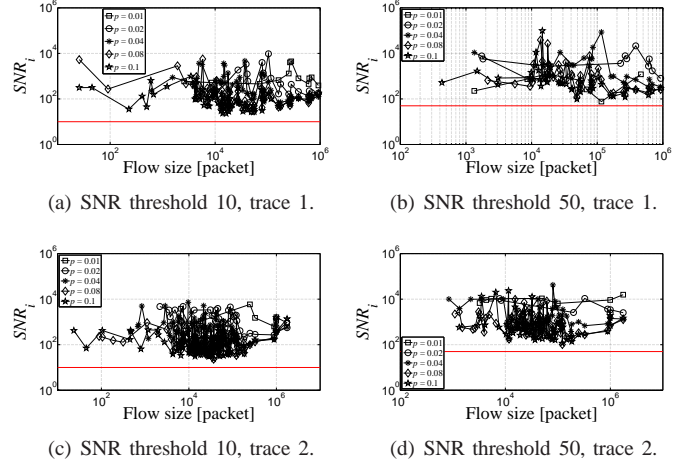 10^6
10^4
10^2
10^0
SNR_i
p = 0.01
p = 0.02
p = 0.04
p = 0.08
p = 0.1
10^2
10^4
10^6
Flow size [packet]
(a) SNR threshold 10, trace 1.
10^6
10^4
10^2
10^0
SNR_i
p = 0.01
p = 0.02
p = 0.04
p = 0.08
p = 0.1
10^2
10^3
10^4
10^5
10^6
Flow size [packet]
(b) SNR threshold 50, trace 1.
10^6
10^4
10^2
10^0
SNR_i
p = 0.01
p = 0.02
p = 0.04
p = 0.08
p = 0.1
10^2
10^4
10^6
Flow size [packet]
(c) SNR threshold 10, trace 2.
10^6
10^4
10^2
10^0
SNR_i
p = 0.01
p = 0.02
p = 0.04
p = 0.08
p = 0.1
10^2
10^4
10^6
Flow size [packet]
(d) SNR threshold 50, trace 2.